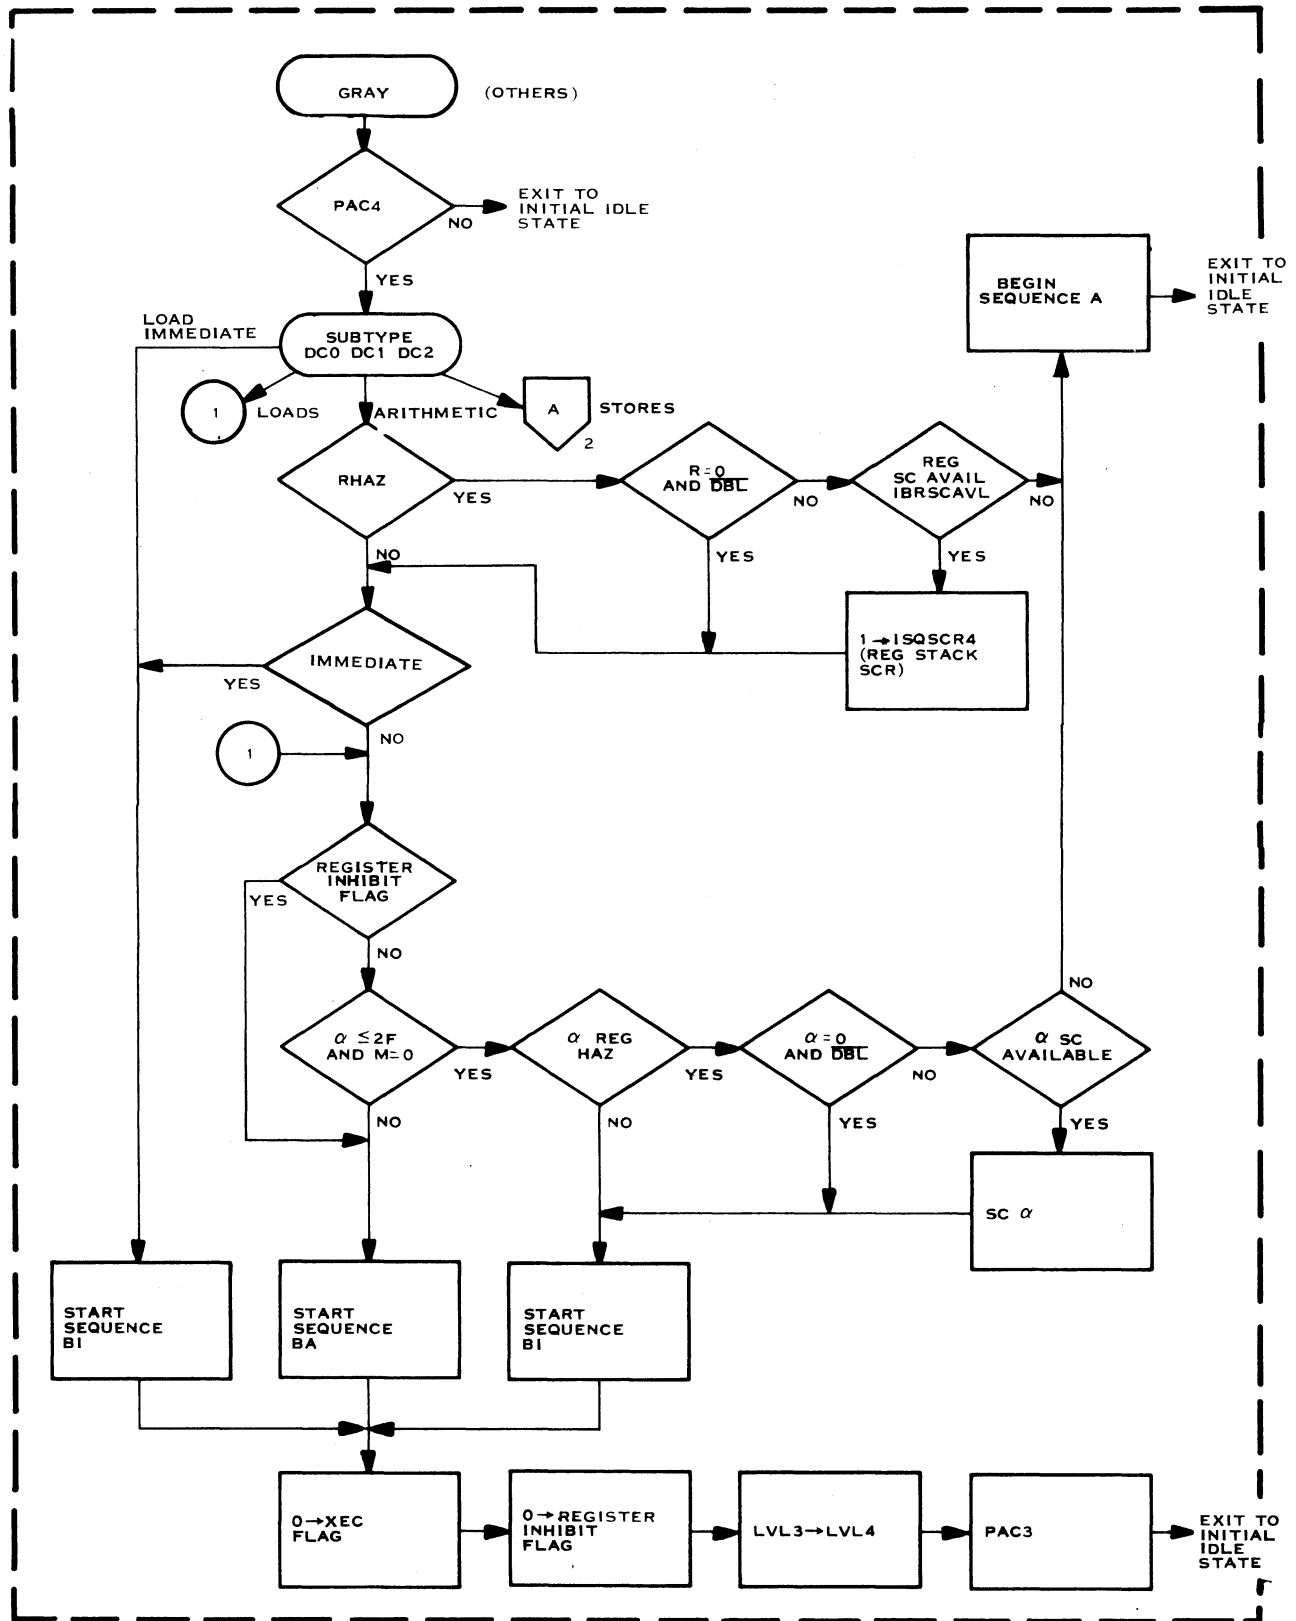 GRAY
(OTHERS)
PAC4
NO
EXIT TO
INITIAL IDLE
STATE
YES
BEGIN
SEQUENCE A
EXIT TO
INITIAL
IDLE
STATE
LOAD
IMMEDIATE
SUBTYPE
DC0 DC1 DC2
1
LOADS
ARITHMETIC
A
STORES
2
RHAZ
YES
R=0
AND D̅B̅L̅
NO
REG
SC AVAIL
IBRSCAVL
NO
NO
YES
YES
1→ISQSCR4
(REG STACK
SCR)
IMMEDIATE
YES
NO
1
REGISTER
INHIBIT
FLAG
YES
NO
α ≤2F
AND M=0
YES
α REG
HAZ
YES
α=0
AND D̅B̅L̅
NO
α SC
AVAILABLE
NO
NO
NO
YES
YES
SC α
START
SEQUENCE
BI
START
SEQUENCE
BA
START
SEQUENCE
BI
0→XEC
FLAG
0→REGISTER
INHIBIT
FLAG
LVL3→LVL4
PAC3
EXIT TO
INITIAL
IDLE
STATE